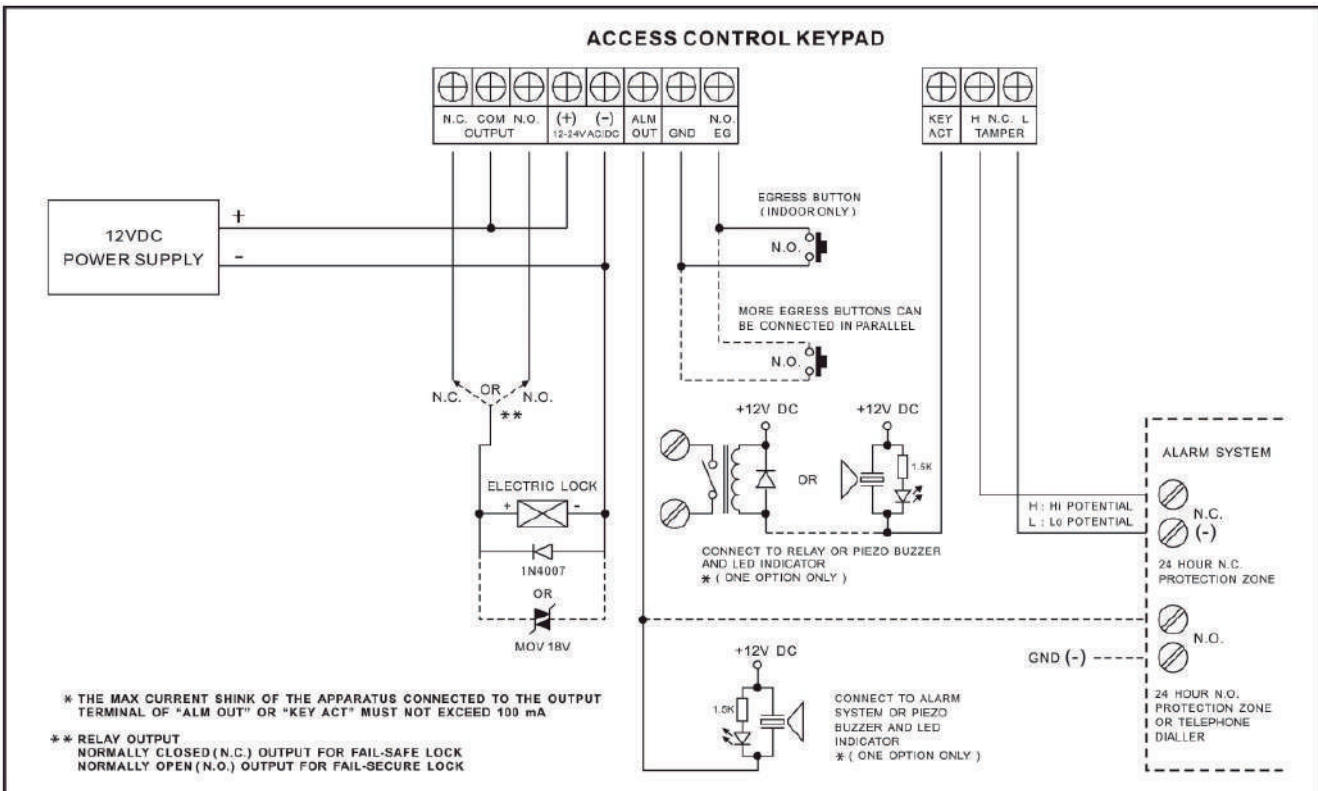 ACCESS CONTROL KEYPAD
N.C. COM N.O. (+) (-) ALM GND N.O.
OUTPUT 12-24V AC/DC OUT EG
KEY H N.C. L
ACT TAMPER
12VDC
POWER SUPPLY
+
-
EGRESS BUTTON
(INDOOR ONLY)
N.O.
MORE EGRESS BUTTONS CAN
BE CONNECTED IN PARALLEL
N.O.
N.C. OR N.O.
**
ELECTRIC LOCK
+ -
1N4007
OR
MOV 18V
+12V DC
OR
+12V DC
1.5K
CONNECT TO RELAY OR PIEZO BUZZER
AND LED INDICATOR
* ( ONE OPTION ONLY )
H : Hi POTENTIAL
L : Lo POTENTIAL
ALARM SYSTEM
N.C.
(-)
24 HOUR N.C.
PROTECTION ZONE
N.O.
GND (-)
24 HOUR N.O.
PROTECTION ZONE
OR TELEPHONE
DIALLER
+12V DC
1.5K
CONNECT TO ALARM
SYSTEM OR PIEZO
BUZZER AND LED
INDICATOR
* ( ONE OPTION ONLY )
* THE MAX CURRENT SHINK OF THE APPARATUS CONNECTED TO THE OUTPUT
TERMINAL OF "ALM OUT" OR "KEY ACT" MUST NOT EXCEED 100 mA
** RELAY OUTPUT
NORMALLY CLOSED (N.C.) OUTPUT FOR FAIL-SAFE LOCK
NORMALLY OPEN (N.O.) OUTPUT FOR FAIL-SECURE LOCK